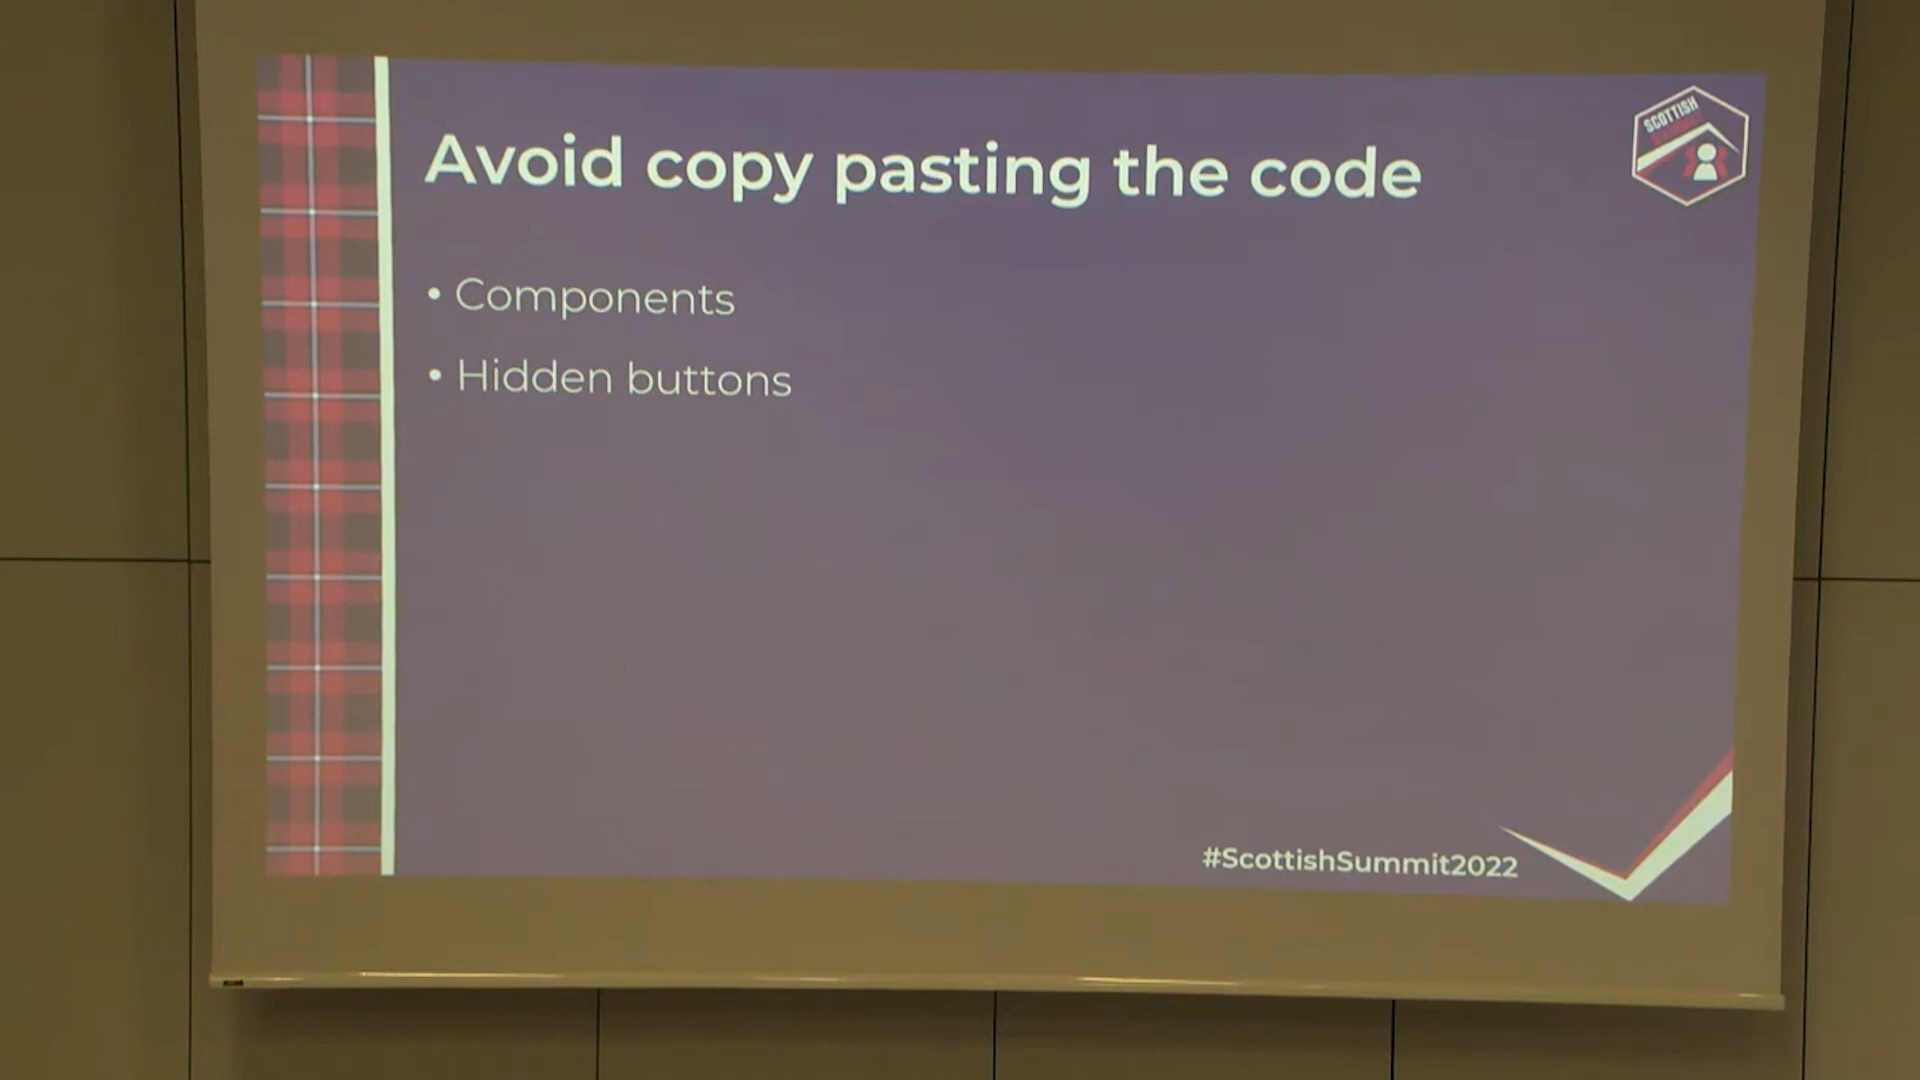 Avoid copy pasting the code
SCOTTISH
• Components
• Hidden buttons
#ScottishSummit2022